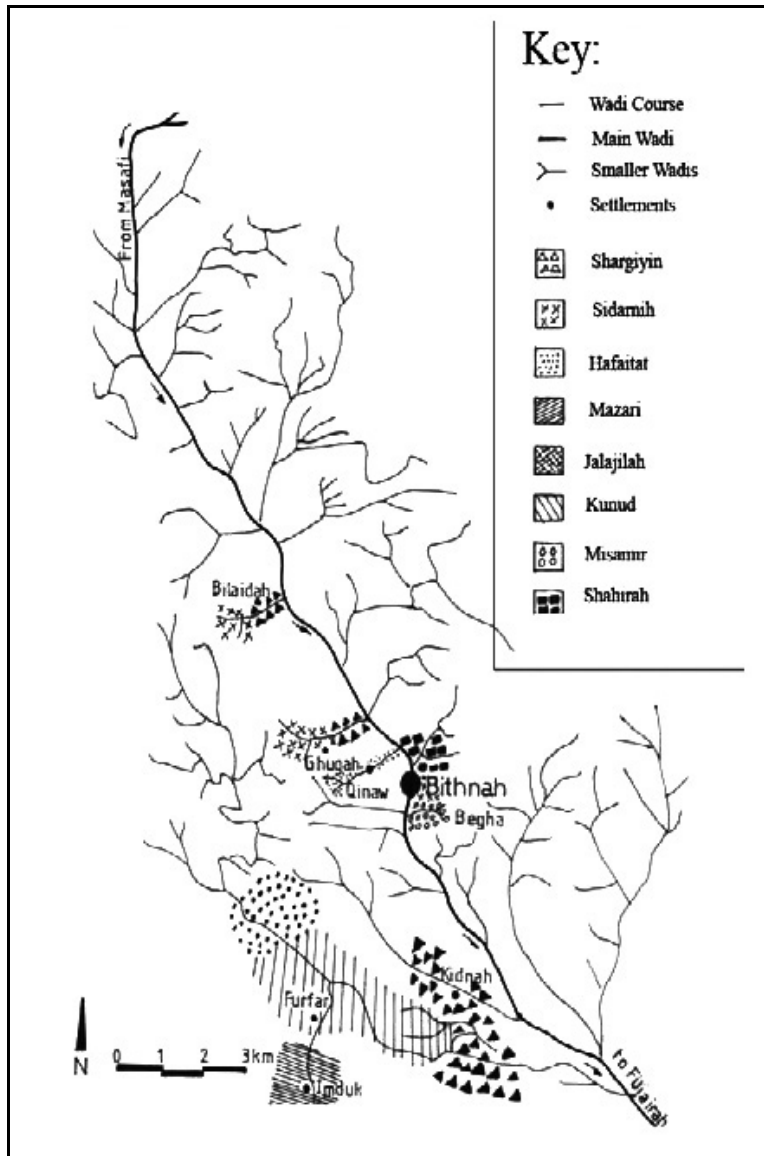 Key:
Wadi Course
Main Wadi
Smaller Wadis
Settlements
Shargiyin
Sidarnih
Hafaitat
Mazari
Jalajilah
Kunud
Misamir
Shahirah
From Masafi
Bilaidah
Ghuqah
Qinaw
Bithnah
Begha
Kidnah
Furfar
Imduk
N
0 1 2 3km
to Fujairah